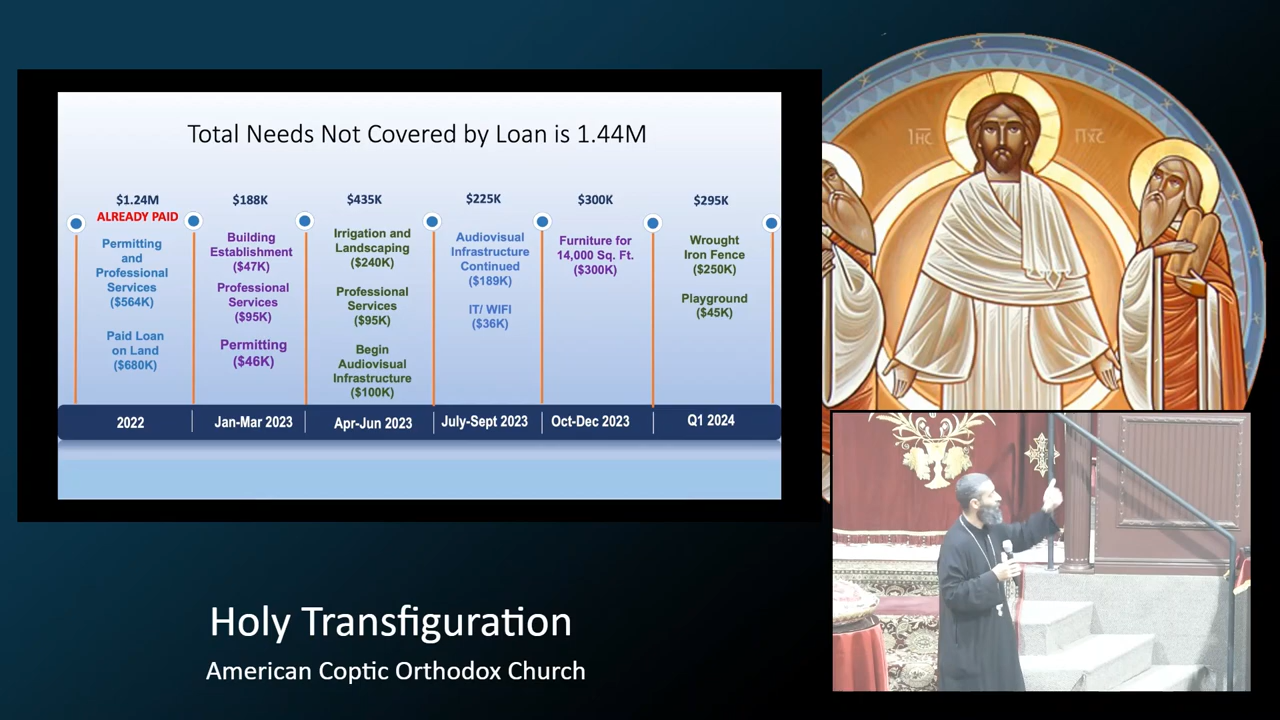 Total Needs Not Covered by Loan is 1.44M
$1.24M
ALREADY PAID
Permitting
and
Professional
Services
($564K)
Paid Loan
on Land
($680K)
2022
$188K
Building
Establishment
($47K)
Professional
Services
($95K)
Permitting
($46K)
Jan-Mar 2023
$435K
Irrigation and
Landscaping
($240K)
Professional
Services
($95K)
Begin
Audiovisual
Infrastructure
($100K)
Apr-Jun 2023
$225K
Audiovisual
Infrastructure
Continued
($189K)
IT/ WIFI
($36K)
July-Sept 2023
$300K
Furniture for
14,000 Sq. Ft.
($300K)
Oct-Dec 2023
$295K
Wrought
Iron Fence
($250K)
Playground
($45K)
Q1 2024
Holy Transfiguration
American Coptic Orthodox Church